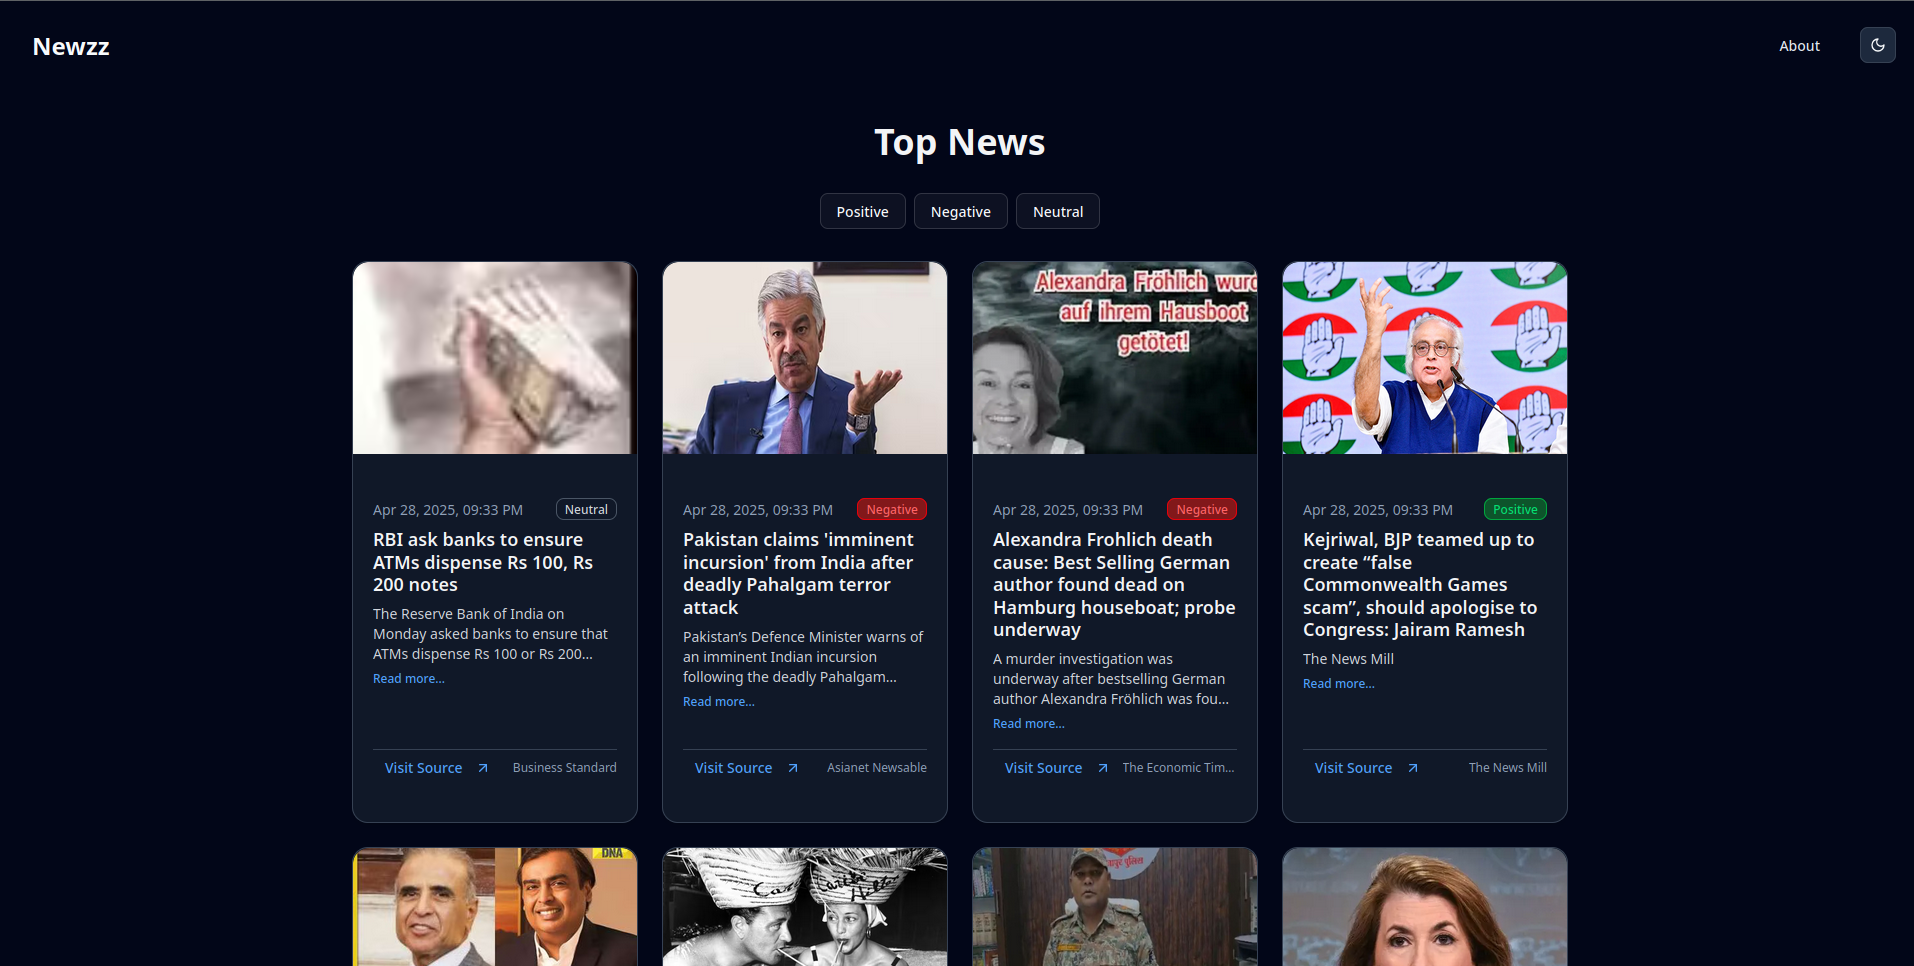 Newzz
About
Top News
Positive
Negative
Neutral
Alexandra Fröhlich wurd
auf ihrem Hausboot
getötet!
Apr 28, 2025, 09:33 PM
Neutral
RBI ask banks to ensure
ATMs dispense Rs 100, Rs
200 notes
The Reserve Bank of India on
Monday asked banks to ensure that
ATMs dispense Rs 100 or Rs 200...
Read more...
Visit Source
Business Standard
Apr 28, 2025, 09:33 PM
Negative
Pakistan claims 'imminent
incursion' from India after
deadly Pahalgam terror
attack
Pakistan’s Defence Minister warns of
an imminent Indian incursion
following the deadly Pahalgam...
Read more...
Visit Source
Asianet Newsable
Apr 28, 2025, 09:33 PM
Negative
Alexandra Frohlich death
cause: Best Selling German
author found dead on
Hamburg houseboat; probe
underway
A murder investigation was
underway after bestselling German
author Alexandra Fröhlich was fou...
Read more...
Visit Source
The Economic Tim...
Apr 28, 2025, 09:33 PM
Positive
Kejriwal, BJP teamed up to
create “false
Commonwealth Games
scam”, should apologise to
Congress: Jairam Ramesh
The News Mill
Read more...
Visit Source
The News Mill
DNA